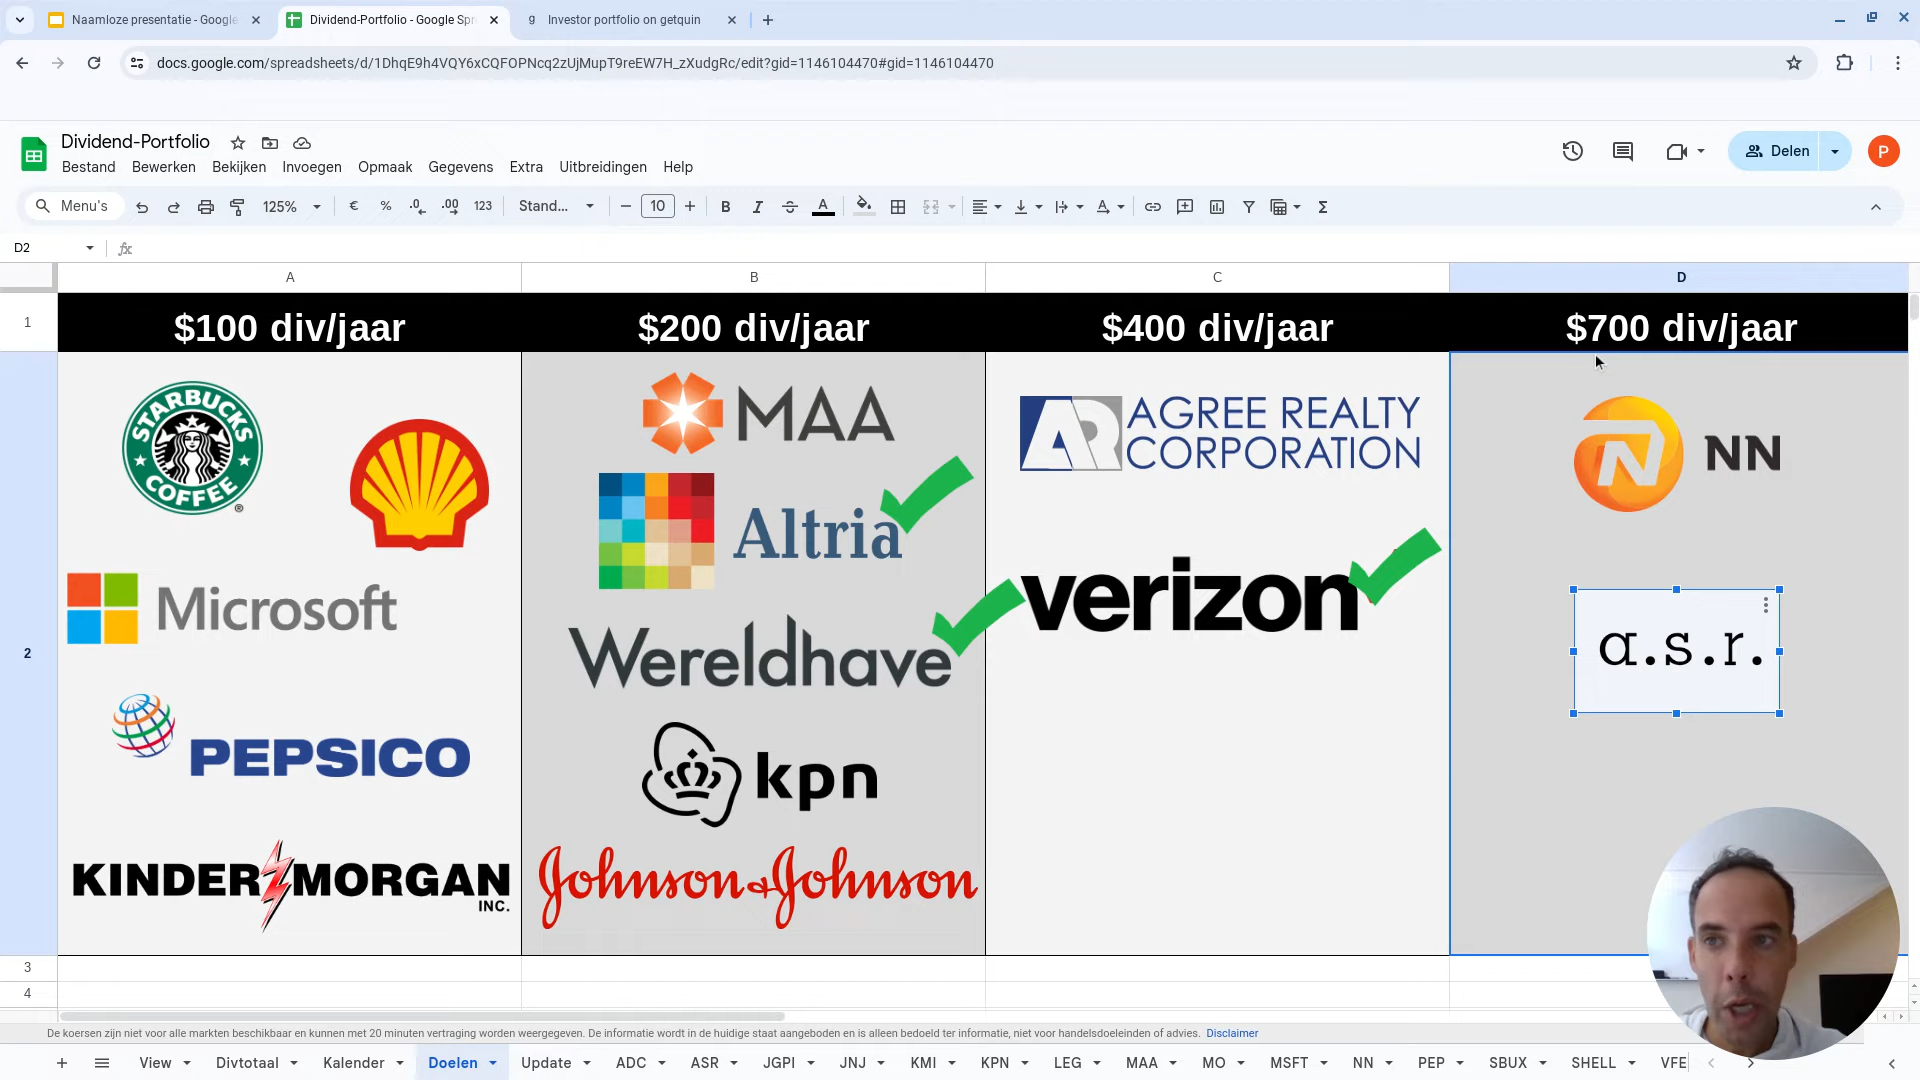 Naamloze presentatie - Google
Dividend-Portfolio - Google Spr
g Investor portfolio on getquin
docs.google.com/spreadsheets/d/1DhqE9h4VQY6xCQFOPNcq2zUjMupT9reEW7H_zXudgRc/edit?gid=1146104470#gid=1146104470
Dividend-Portfolio
Delen
P
Bestand Bewerken Bekijken Invoegen Opmaak Gegevens Extra Uitbreidingen Help
Menu's 125% € % .0 .00 123 Stand... 10 B I S A Σ
D2 fx
A B C D
1 $100 div/jaar $200 div/jaar $400 div/jaar $700 div/jaar
2
STARBUCKS
COFFEE
®
Microsoft
PEPSICO
KINDER MORGAN
INC.
MAA
Altria
Wereldhave
kpn
Johnson & Johnson
AR AGREE REALTY
CORPORATION
verizon
N NN
a.s.r.
3
4
De koersen zijn niet voor alle markten beschikbaar en kunnen met 20 minuten vertraging worden weergegeven. De informatie wordt in de huidige staat aangeboden en is alleen bedoeld ter informatie, niet voor handelsdoeleinden of advies. Disclaimer
View Divtotaal Kalender Doelen Update ADC ASR JGPI JNJ KMI KPN LEG MAA MO MSFT NN PEP SBUX SHELL VFE